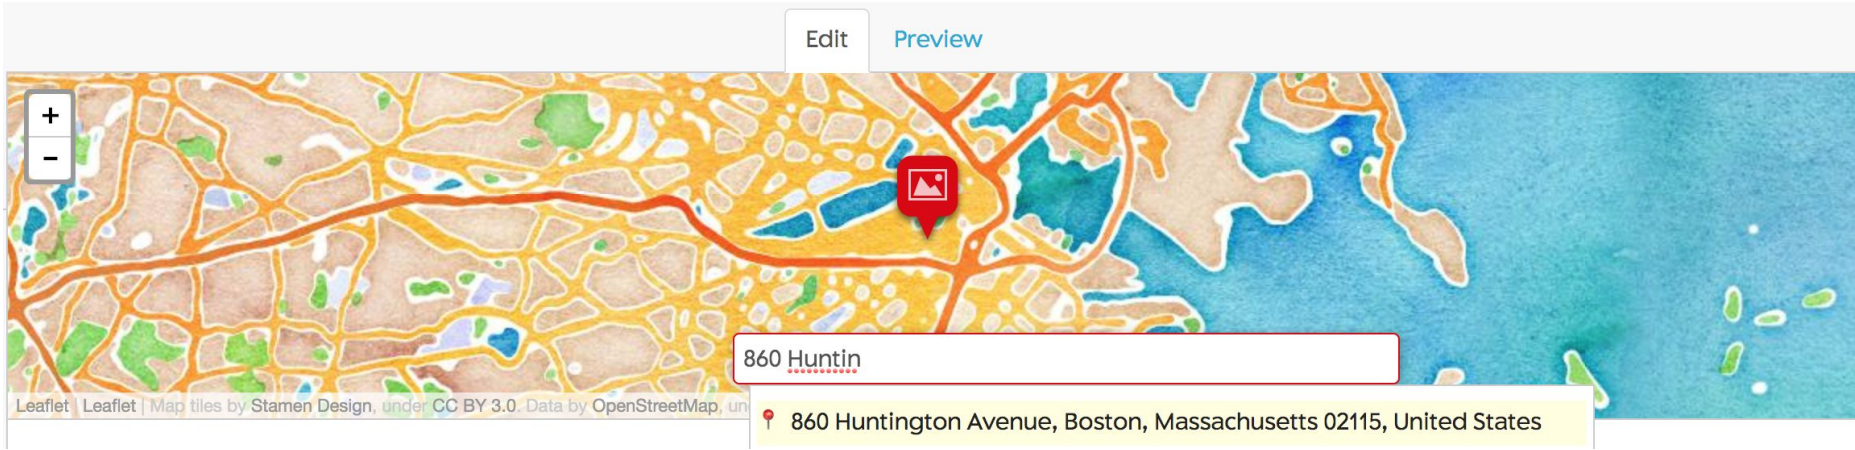 Edit Preview
+
-
860 Huntin
Leaflet | Leaflet | Map tiles by Stamen Design, under CC BY 3.0. Data by OpenStreetMap,
860 Huntington Avenue, Boston, Massachusetts 02115, United States